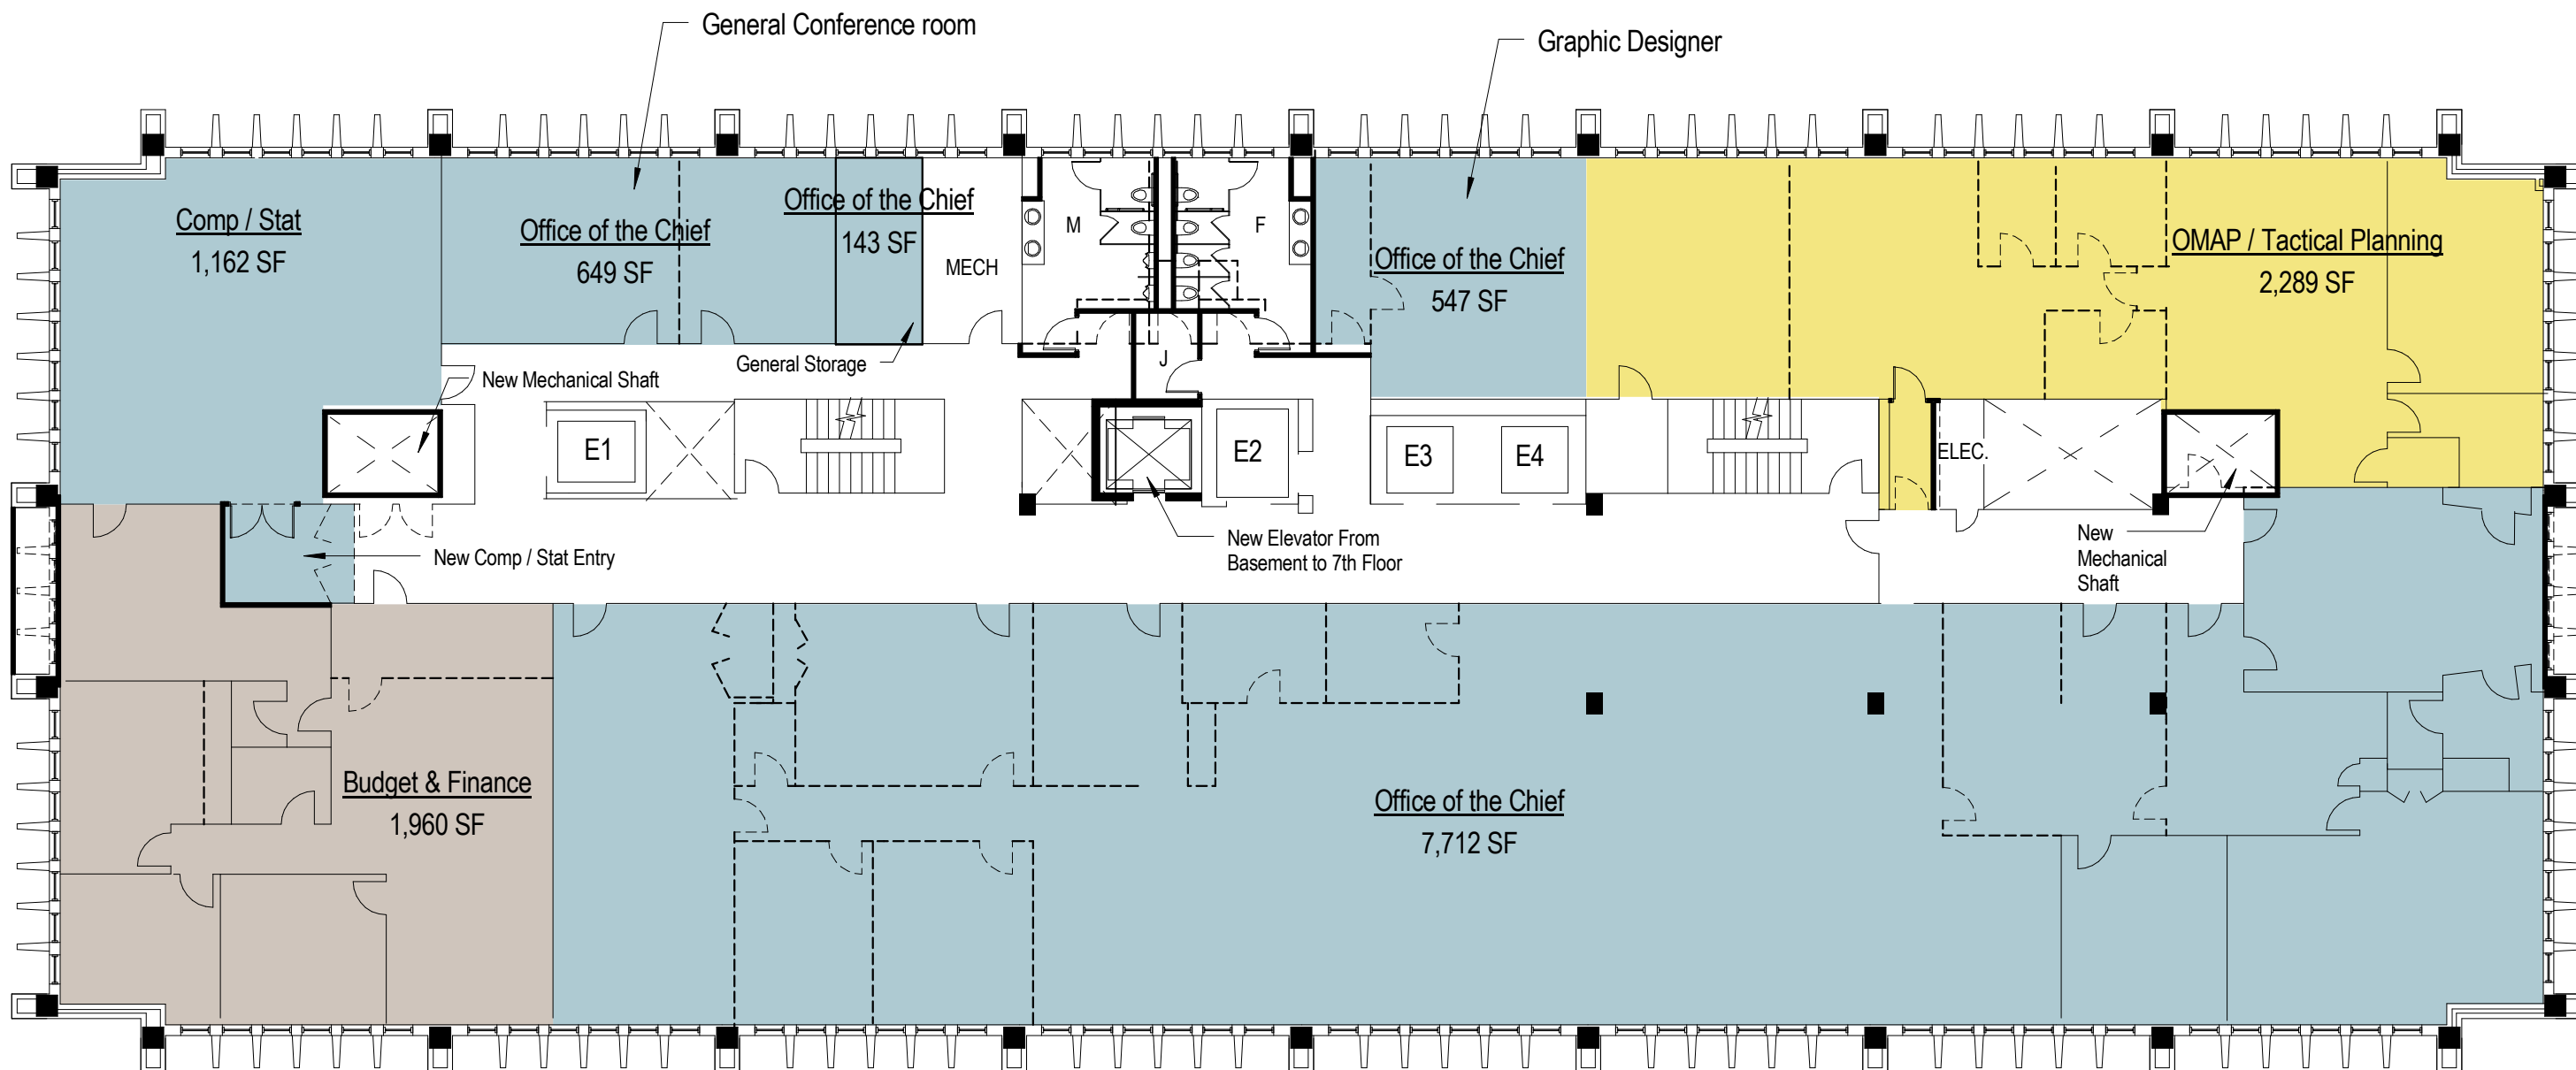 General Conference room
Graphic Designer
Comp / Stat
1,162 SF
Office of the Chief
649 SF
Office of the Chief
143 SF
MECH
M
F
Office of the Chief
547 SF
OMAP / Tactical Planning
2,289 SF
General Storage
J
New Mechanical Shaft
E1
E2
E3
E4
ELEC.
New Comp / Stat Entry
New Elevator From
Basement to 7th Floor
New
Mechanical
Shaft
Budget & Finance
1,960 SF
Office of the Chief
7,712 SF